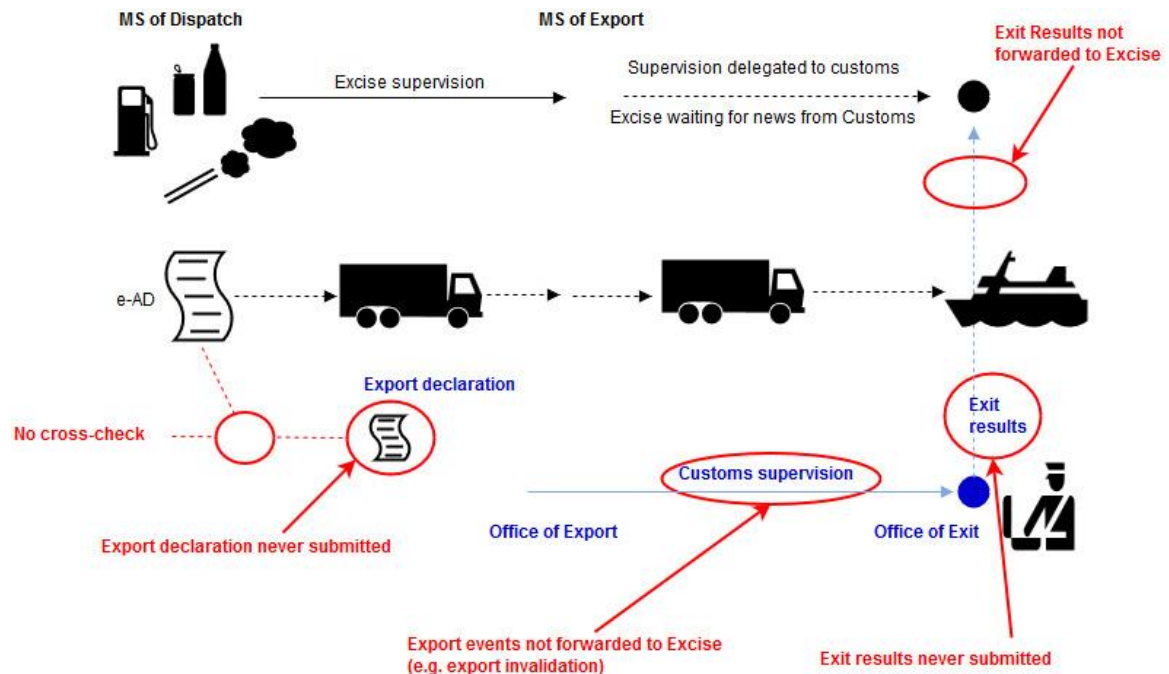 MS of Dispatch
MS of Export
Exit Results not
forwarded to Excise
Excise supervision
Supervision delegated to customs
Excise waiting for news from Customs
e-AD
Export declaration
No cross-check
Exit
results
Customs supervision
Office of Export
Office of Exit
Export declaration never submitted
Export events not forwarded to Excise
(e.g. export invalidation)
Exit results never submitted